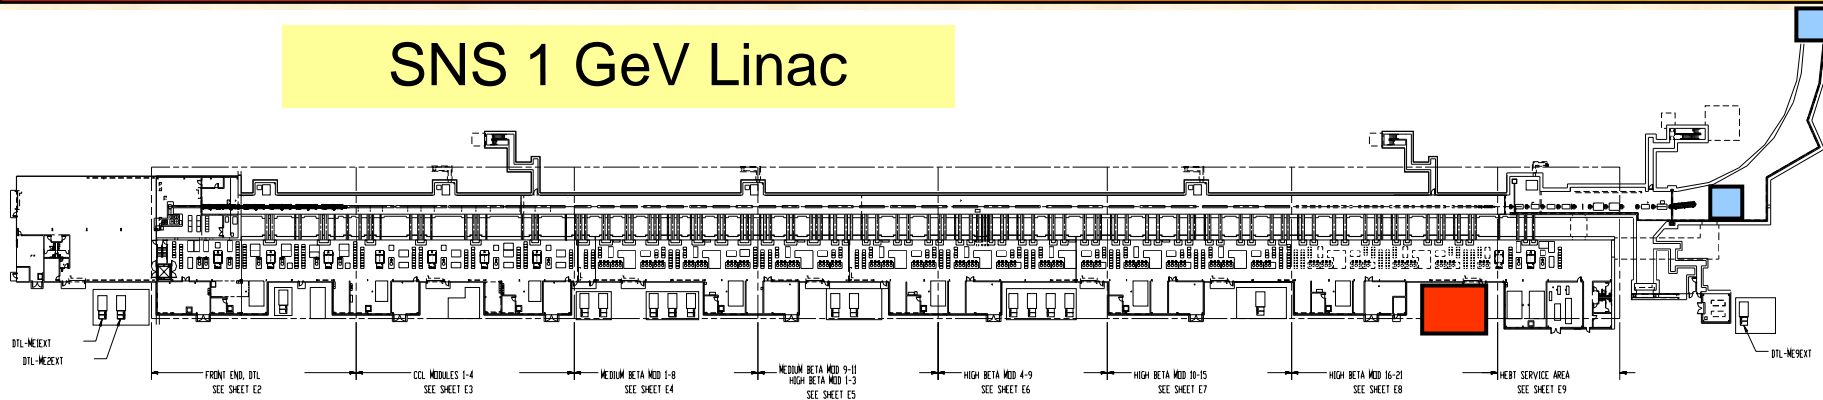 SNS 1 GeV Linac
DTL-ME1EXT
DTL-ME2EXT
FRONT END, DTL
SEE SHEET E2
CCL MODULES 1-4
SEE SHEET E3
MEDIUM BETA MOD 1-8
SEE SHEET E4
MEDIUM BETA MOD 9-11
HIGH BETA MOD 1-3
SEE SHEET E5
HIGH BETA MOD 4-9
SEE SHEET E6
HIGH BETA MOD 10-15
SEE SHEET E7
HIGH BETA MOD 16-21
SEE SHEET E8
HEBT SERVICE AREA
SEE SHEET E9
DTL-ME9EXT